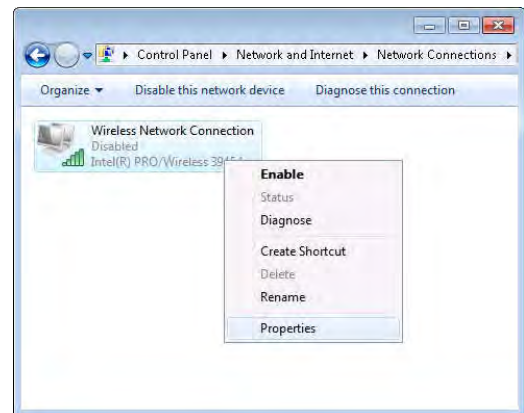 Control Panel ▸ Network and Internet ▸ Network Connections ▸
Organize Disable this network device Diagnose this connection
Wireless Network Connection
Disabled
Intel(R) PRO/Wireless
Enable
Status
Diagnose
Create Shortcut
Delete
Rename
Properties